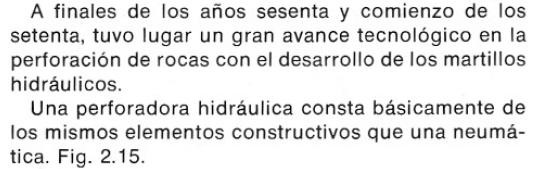 A finales de los años sesenta y comienzo de los
setenta, tuvo lugar un gran avance tecnológico en la
perforación de rocas con el desarrollo de los martillos
hidráulicos.
Una perforadora hidráulica consta básicamente de
los mismos elementos constructivos que una neumá-
tica. Fig. 2.15.